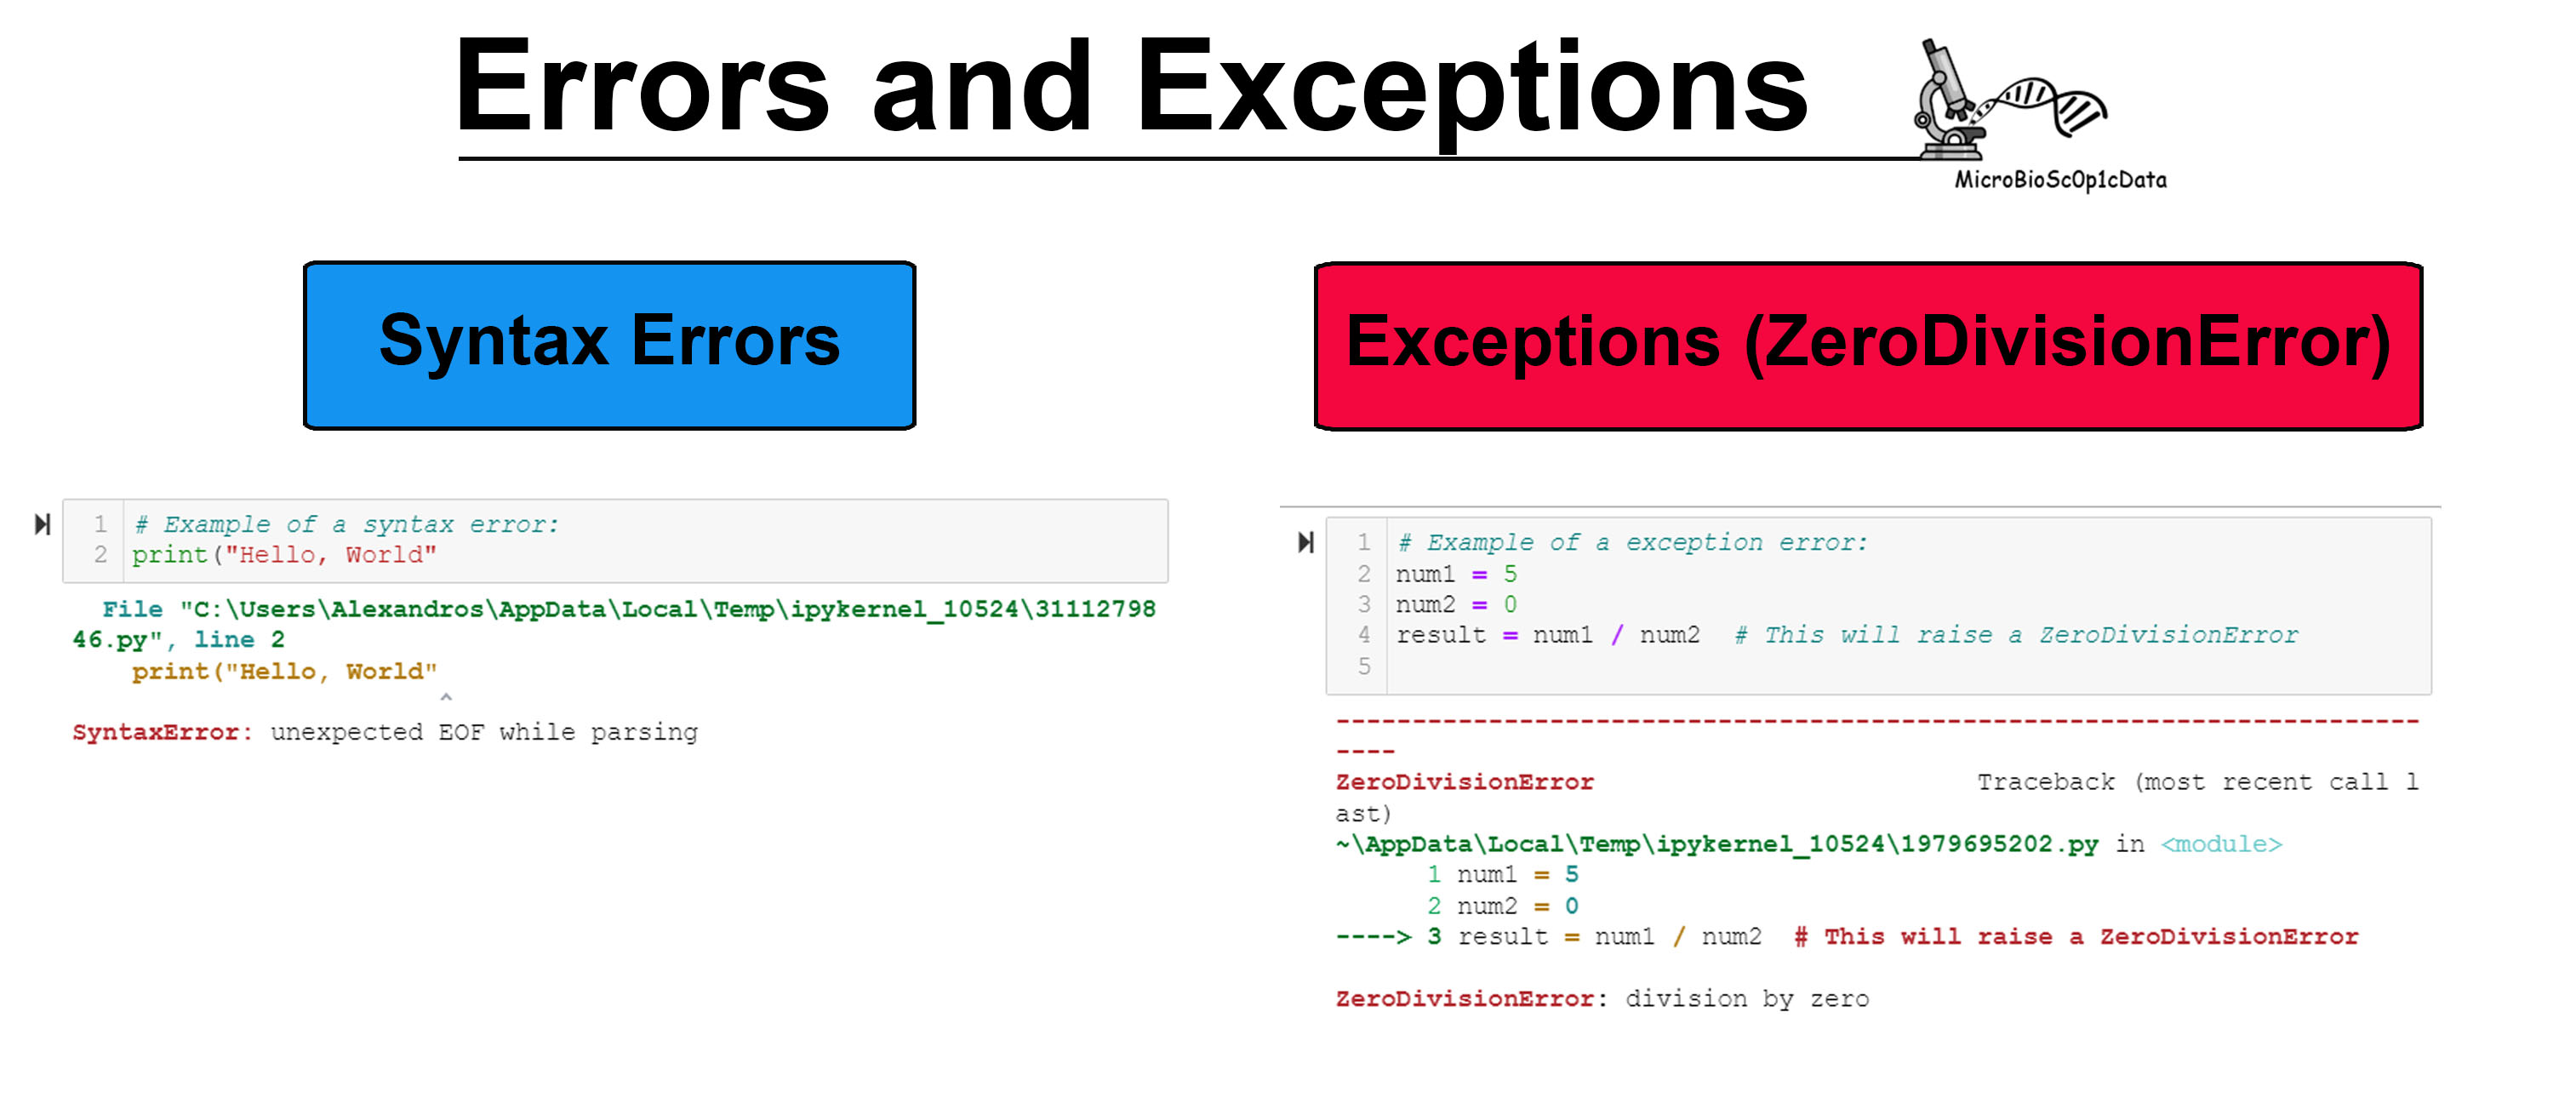 Errors and Exceptions
MicroBioSc0p1cData
Syntax Errors
1 # Example of a syntax error:
2 print("Hello, World"
File "C:\Users\Alexandros\AppData\Local\Temp\ipykernel_10524\31112798
46.py", line 2
print("Hello, World"
^
SyntaxError: unexpected EOF while parsing
Exceptions (ZeroDivisionError)
1 # Example of a exception error:
2 num1 = 5
3 num2 = 0
4 result = num1 / num2 # This will raise a ZeroDivisionError
5
---------------------------------------------------------------------------
----
ZeroDivisionError Traceback (most recent call l
ast)
~\AppData\Local\Temp\ipykernel_10524\1979695202.py in <module>
1 num1 = 5
2 num2 = 0
----> 3 result = num1 / num2 # This will raise a ZeroDivisionError
ZeroDivisionError: division by zero